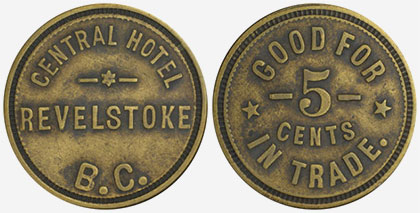 CENTRAL HOTEL
REVELSTOKE
B.C.
GOOD FOR
-5-
CENTS
IN TRADE.